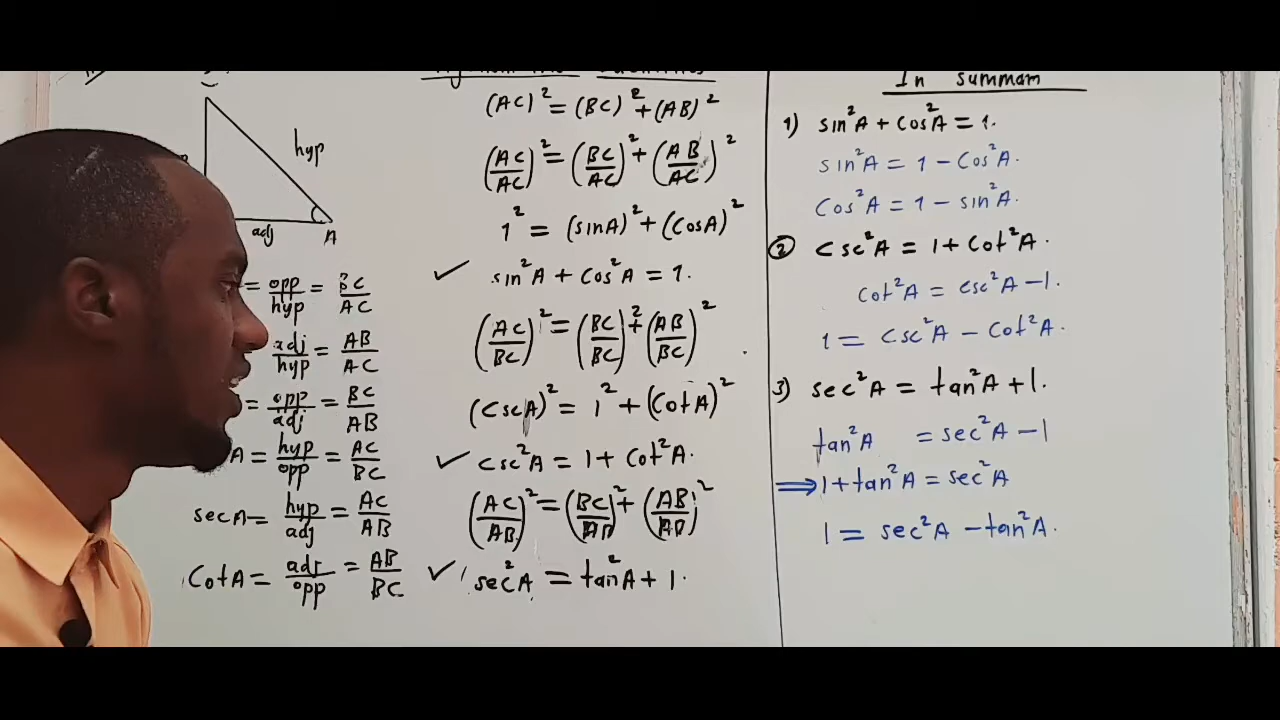 hyp
adj
A
= opp/hyp = BC/AC
adj/hyp = AB/AC
= opp/adj = BC/AB
A = hyp/opp = AC/BC
secA = hyp/adj = AC/AB
CotA = adj/opp = AB/BC
(AC)² = (BC)² + (AB)²
(AC/AC)² = (BC/AC)² + (AB/AC)²
1² = (sinA)² + (CosA)²
✓ sin²A + Cos²A = 1.
(AC/BC)² = (BC/BC)² + (AB/BC)²
(CscA)² = 1² + (CotA)²
✓ Csc²A = 1 + Cot²A.
(AC/AB)² = (BC/AB)² + (AB/AB)²
✓ sec²A = tan²A + 1.
In summam
1) sin²A + Cos²A = 1.
sin²A = 1 - Cos²A.
Cos²A = 1 - sin²A.
② Csc²A = 1 + Cot²A.
Cot²A = Csc²A - 1.
1 = Csc²A - Cot²A.
3) sec²A = tan²A + 1.
tan²A = sec²A - 1
⟹ 1 + tan²A = sec²A
1 = sec²A - tan²A.